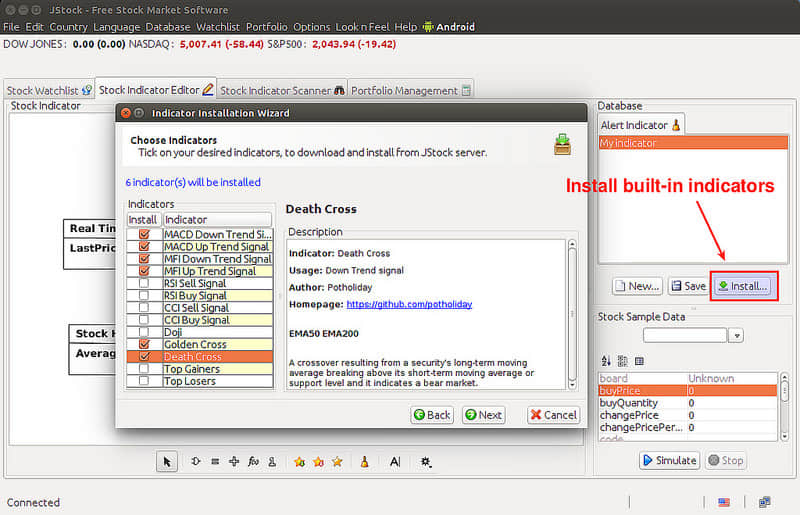 JStock - Free Stock Market Software
File Edit Country Language Database Watchlist Portfolio Options Look n Feel Help Android
DOW JONES: 0.00 (0.00) NASDAQ: 5,007.41 (-58.44) S&P500: 2,043.94 (-19.42)
Stock Watchlist Stock Indicator Editor Stock Indicator Scanner Portfolio Management
Stock Indicator
Real Tim
LastPric
Stock H
Averag
Indicator Installation Wizard
Choose Indicators
Tick on your desired indicators, to download and install from JStock server.
6 indicator(s) will be installed
Indicators
Install Indicator
MACD Down Trend Si...
MACD Up Trend Signal
MFI Down Trend Signal
MFI Up Trend Signal
RSI Sell Signal
RSI Buy Signal
CCI Sell Signal
CCI Buy Signal
Doji
Golden Cross
Death Cross
Top Gainers
Top Losers
Death Cross
Description
Indicator: Death Cross
Usage: Down Trend signal
Author: Potholiday
Homepage: https://github.com/potholiday
EMA50 EMA200
A crossover resulting from a security's long-term moving
average breaking above its short-term moving average or
support level and it indicates a bear market.
Back Next Cancel
Database
Alert Indicator
My indicator
Install built-in indicators
New... Save Install...
Stock Sample Data
board Unknown
buyPrice 0
buyQuantity 0
changePrice 0
changePricePer... 0
code
Simulate Stop
A
Connected